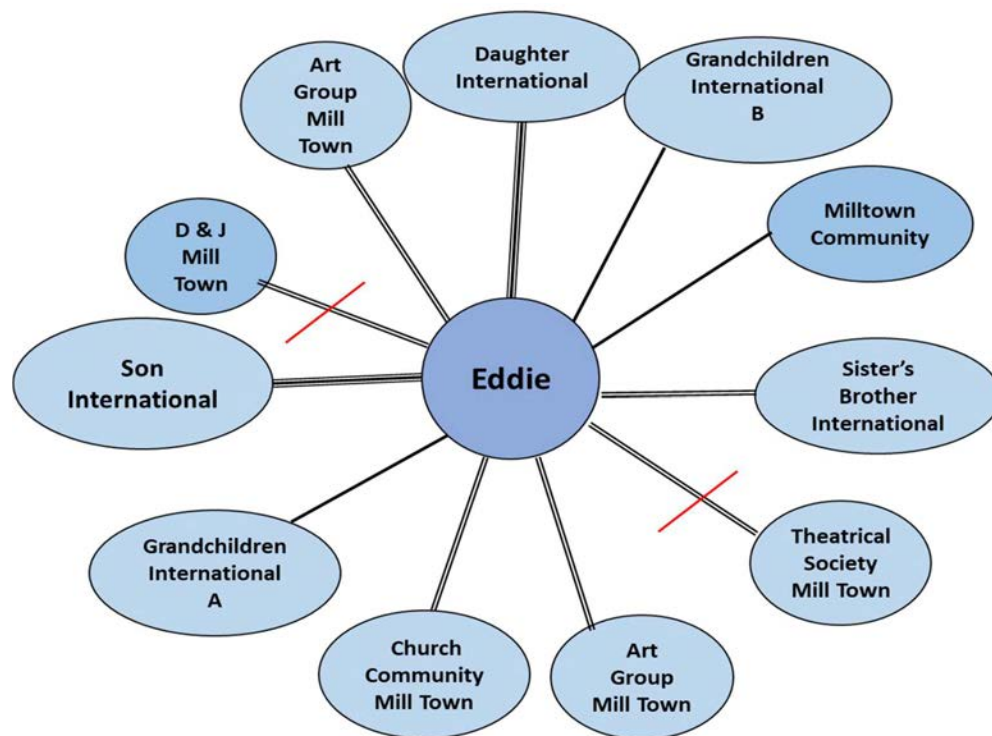 Art
Group
Mill
Town
Daughter
International
Grandchildren
International
B
D & J
Mill
Town
Milltown
Community
Son
International
Eddie
Sister's
Brother
International
Grandchildren
International
A
Theatrical
Society
Mill Town
Church
Community
Mill Town
Art
Group
Mill Town